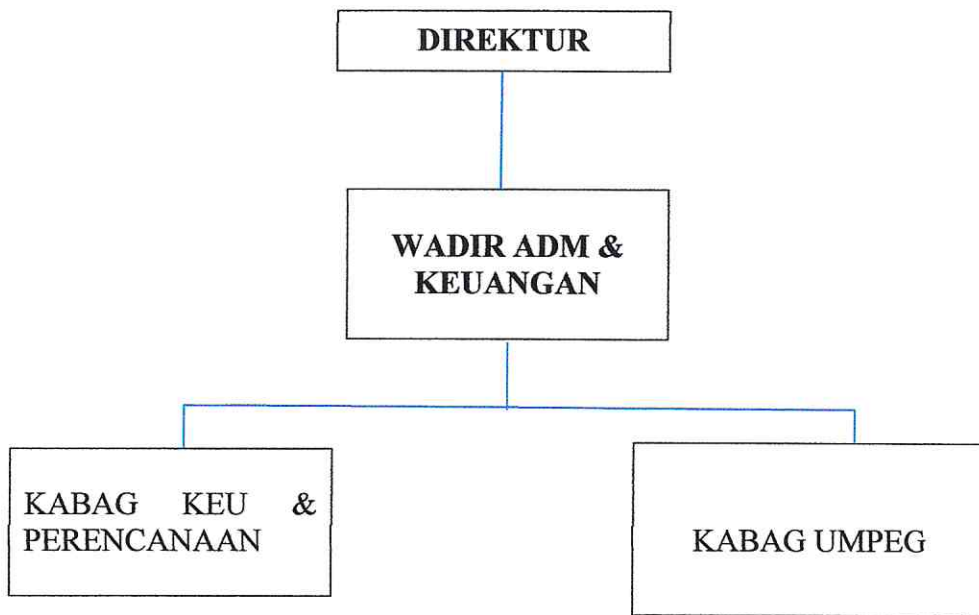 DIREKTUR
WADIR ADM &
KEUANGAN
KABAG KEU &
PERENCANAAN
KABAG UMPEG